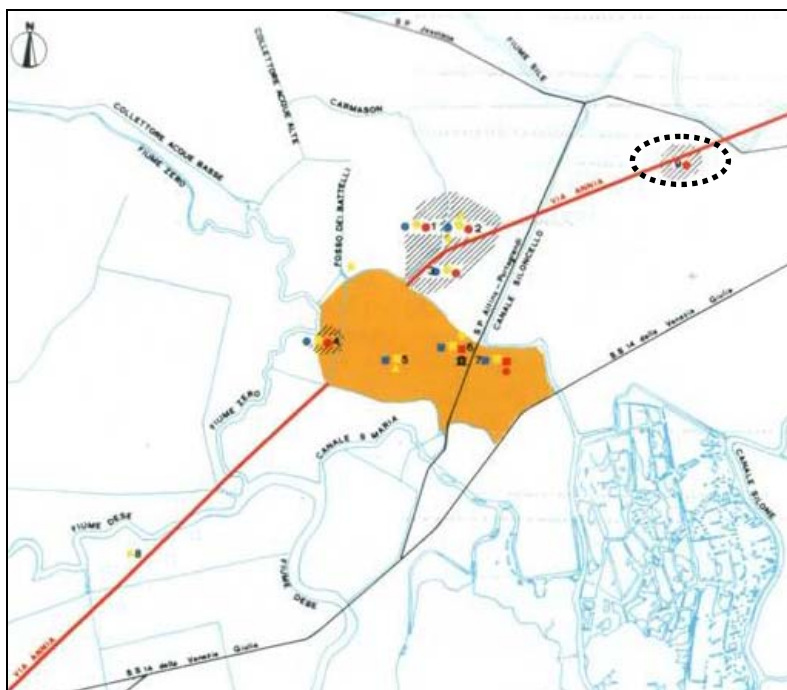 N
S.P. Jesolana
FIUME SILE
COLLETTORE ACQUE ALTE
CARMASON
COLLETTORE ACQUE BASSE
FIUME ZERO
9
VIA ANNIA
FOSSO DEI BATTELLI
1
2
3
S.P. Altino - Portegrandi
CANALE SILONCELLO
S.S. 14 della Venezia Giulia
4
5
6
7
FIUME ZERO
CANALE S MARIA
CANALE SILONE
FIUME DESE
8
FIUME DESE
VIA ANNIA
S.S. 14 della Venezia Giulia